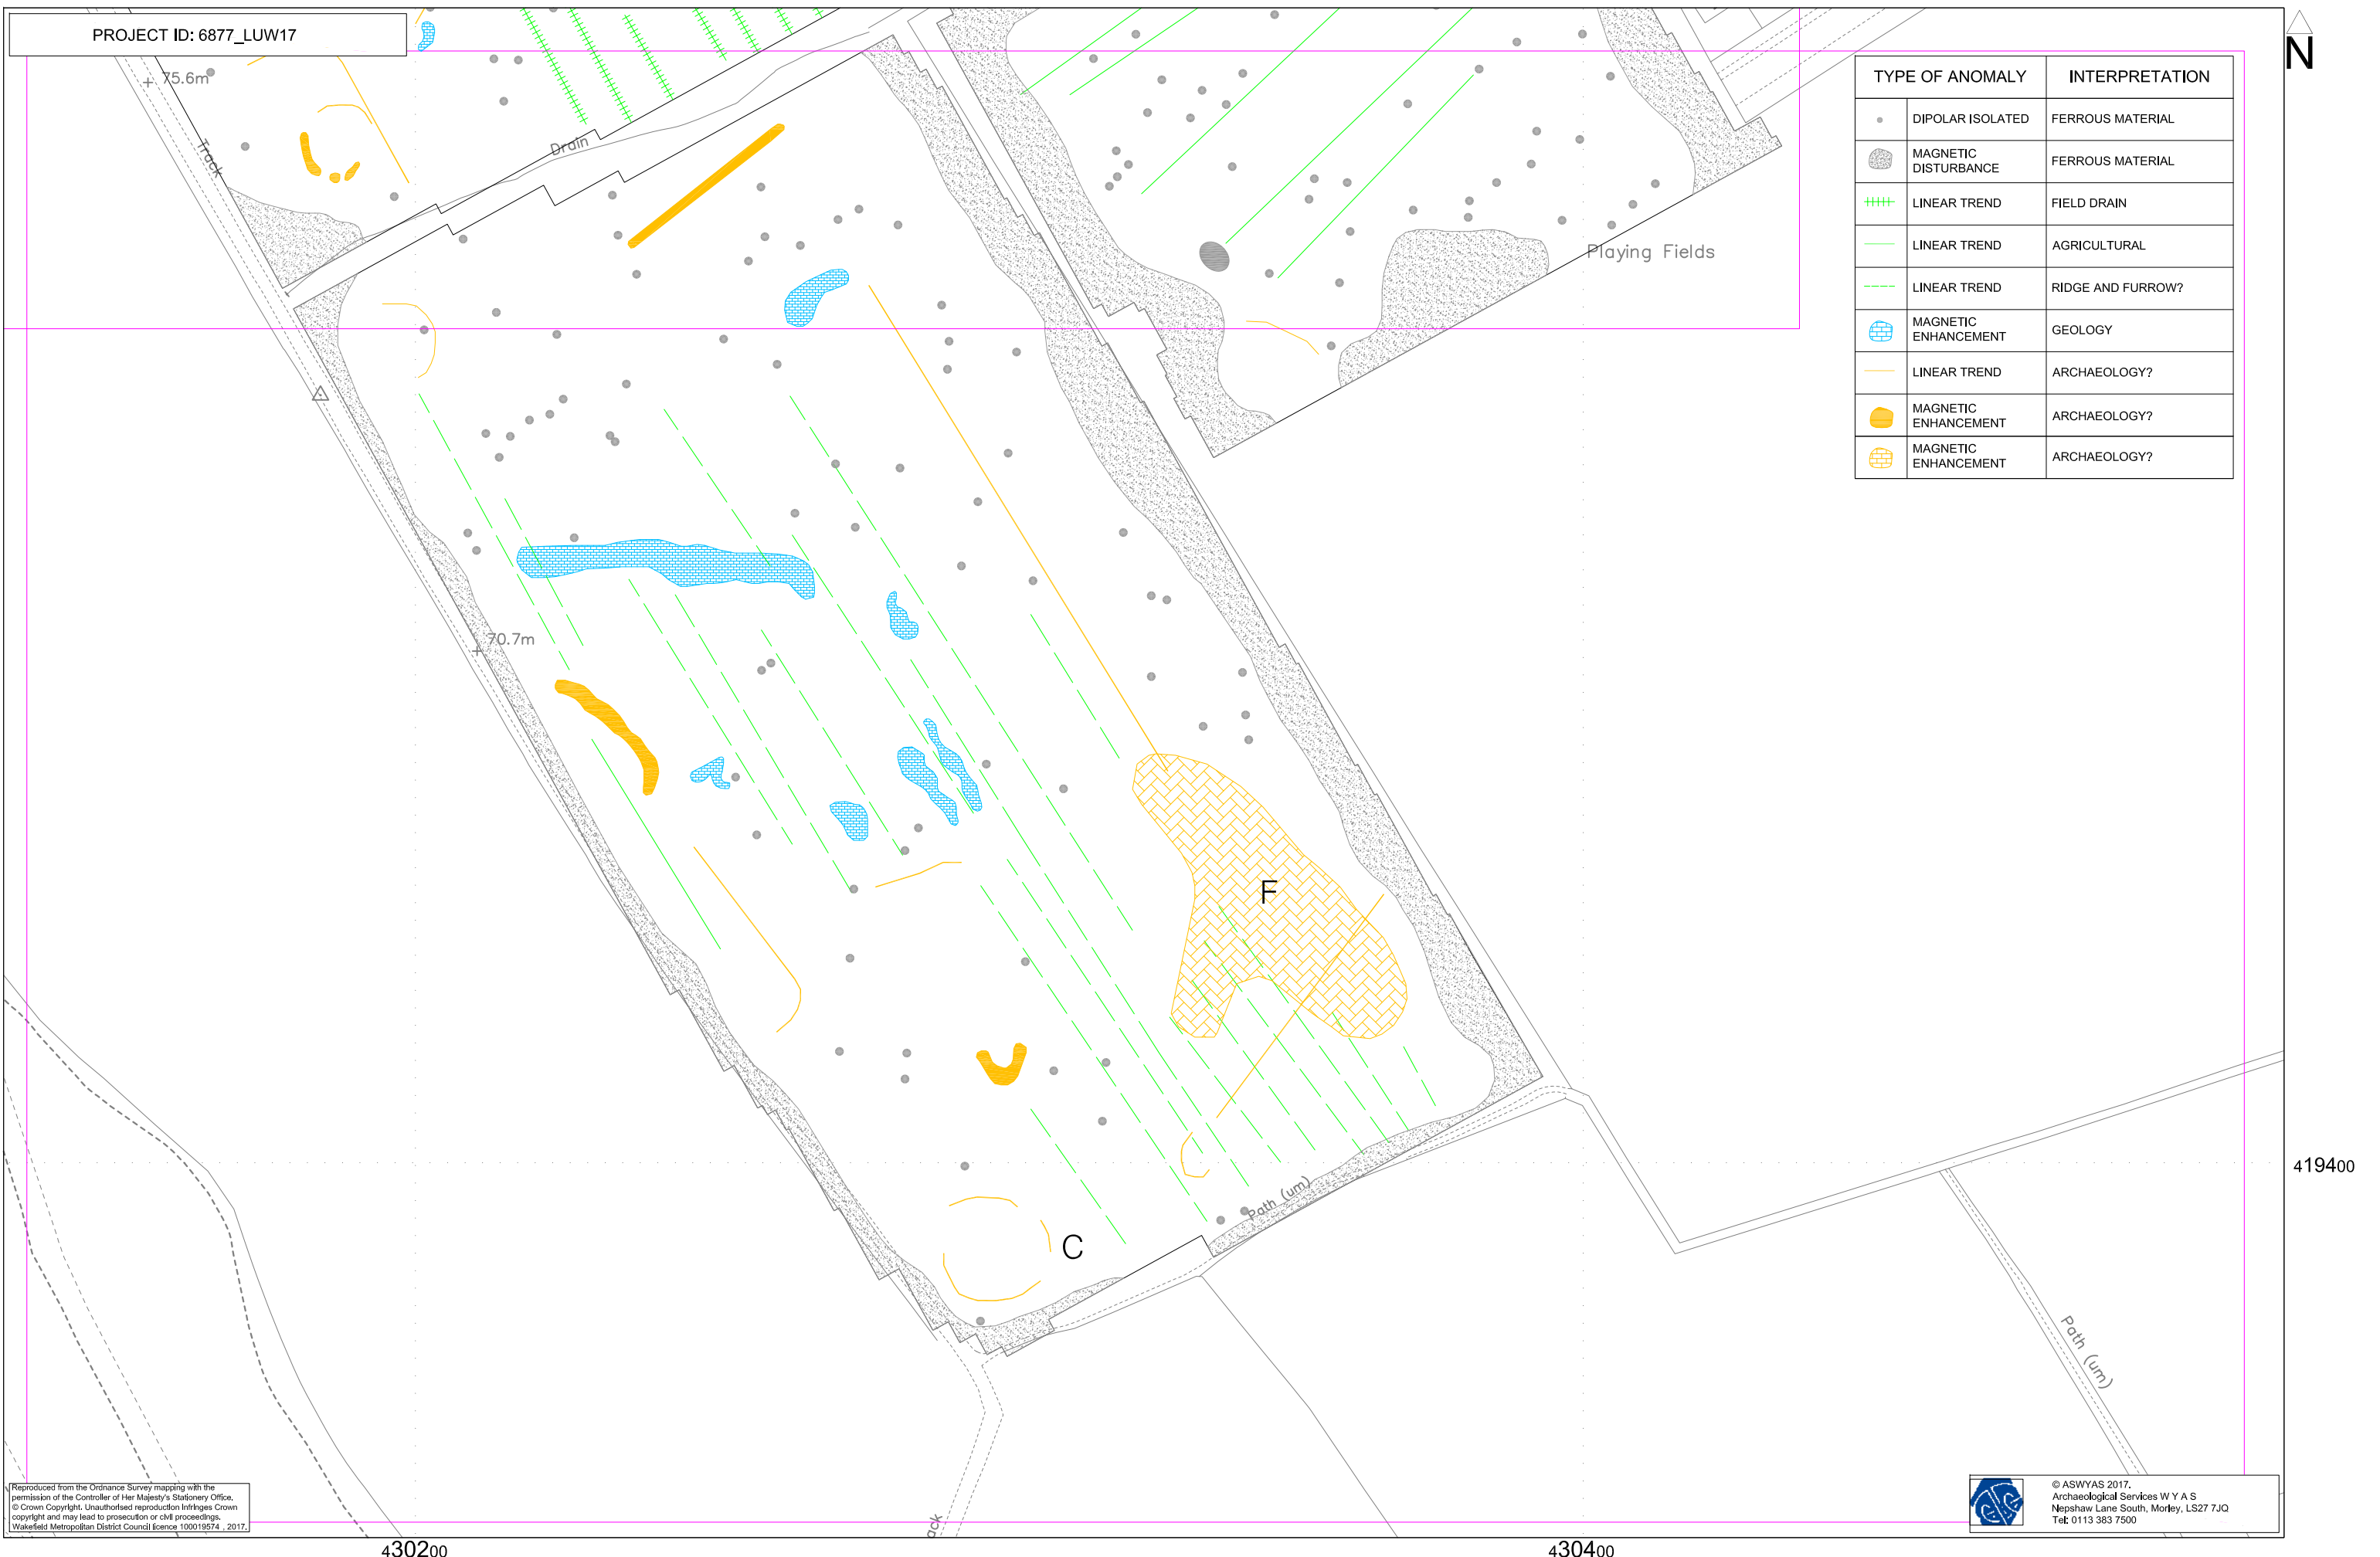 PROJECT ID: 6877_LUW17
N
75.6m
Track
Drain
Playing Fields
TYPE OF ANOMALY INTERPRETATION
DIPOLAR ISOLATED FERROUS MATERIAL
MAGNETIC
DISTURBANCE FERROUS MATERIAL
LINEAR TREND FIELD DRAIN
LINEAR TREND AGRICULTURAL
LINEAR TREND RIDGE AND FURROW?
MAGNETIC
ENHANCEMENT GEOLOGY
LINEAR TREND ARCHAEOLOGY?
MAGNETIC
ENHANCEMENT ARCHAEOLOGY?
MAGNETIC
ENHANCEMENT ARCHAEOLOGY?
70.7m
F
C
Path (um)
419400
Path (um)
ack
Reproduced from the Ordnance Survey mapping with the
permission of the Controller of Her Majesty's Stationery Office.
© Crown Copyright. Unauthorised reproduction infringes Crown
copyright and may lead to prosecution or civil proceedings.
Wakefield Metropolitan District Council licence 100019574 , 2017.
© ASWYAS 2017.
Archaeological Services W Y A S
Nepshaw Lane South, Morley, LS27 7JQ
Tel: 0113 383 7500
430200
430400